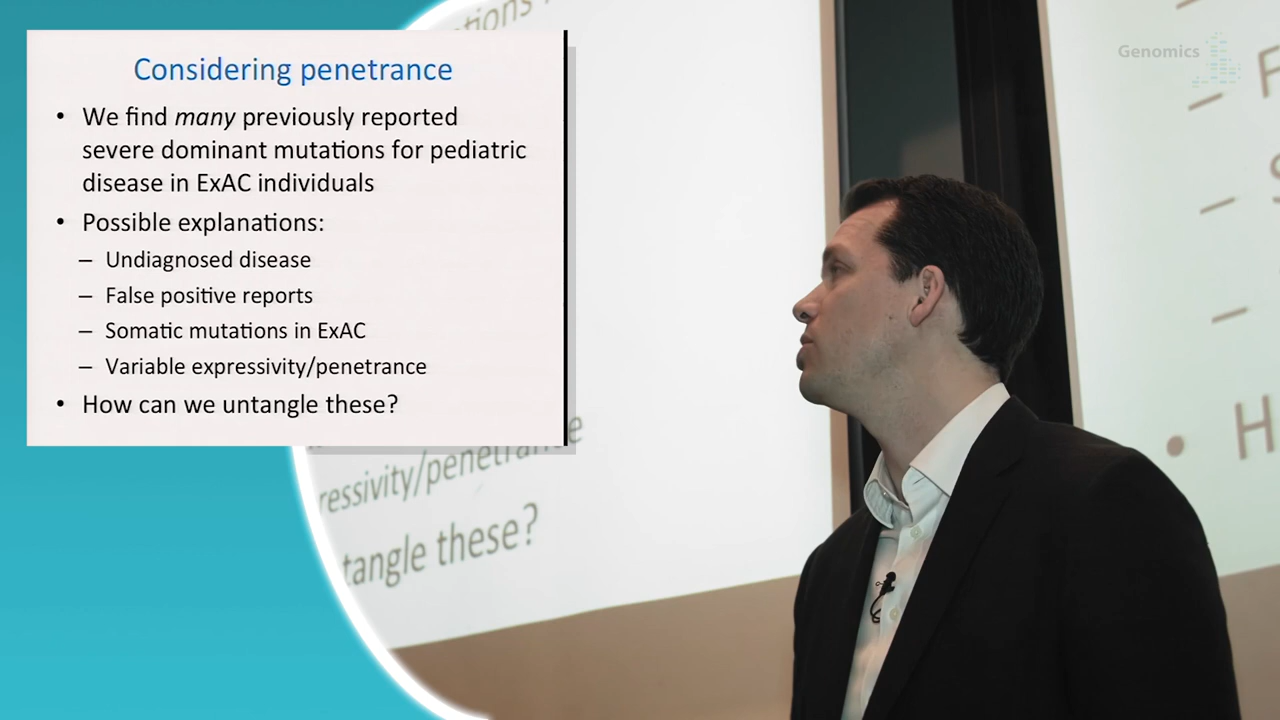 Considering penetrance
• We find many previously reported
severe dominant mutations for pediatric
disease in ExAC individuals
• Possible explanations:
– Undiagnosed disease
– False positive reports
– Somatic mutations in ExAC
– Variable expressivity/penetrance
• How can we untangle these?
Genomics
ressivity/penetrance
tangle these?
– F
– S
–
• H